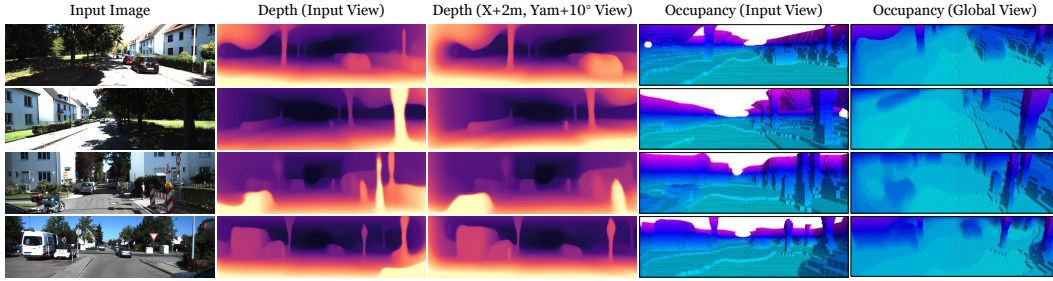 Input Image
Depth (Input View)
Depth (X+2m, Yam+10° View)
Occupancy (Input View)
Occupancy (Global View)